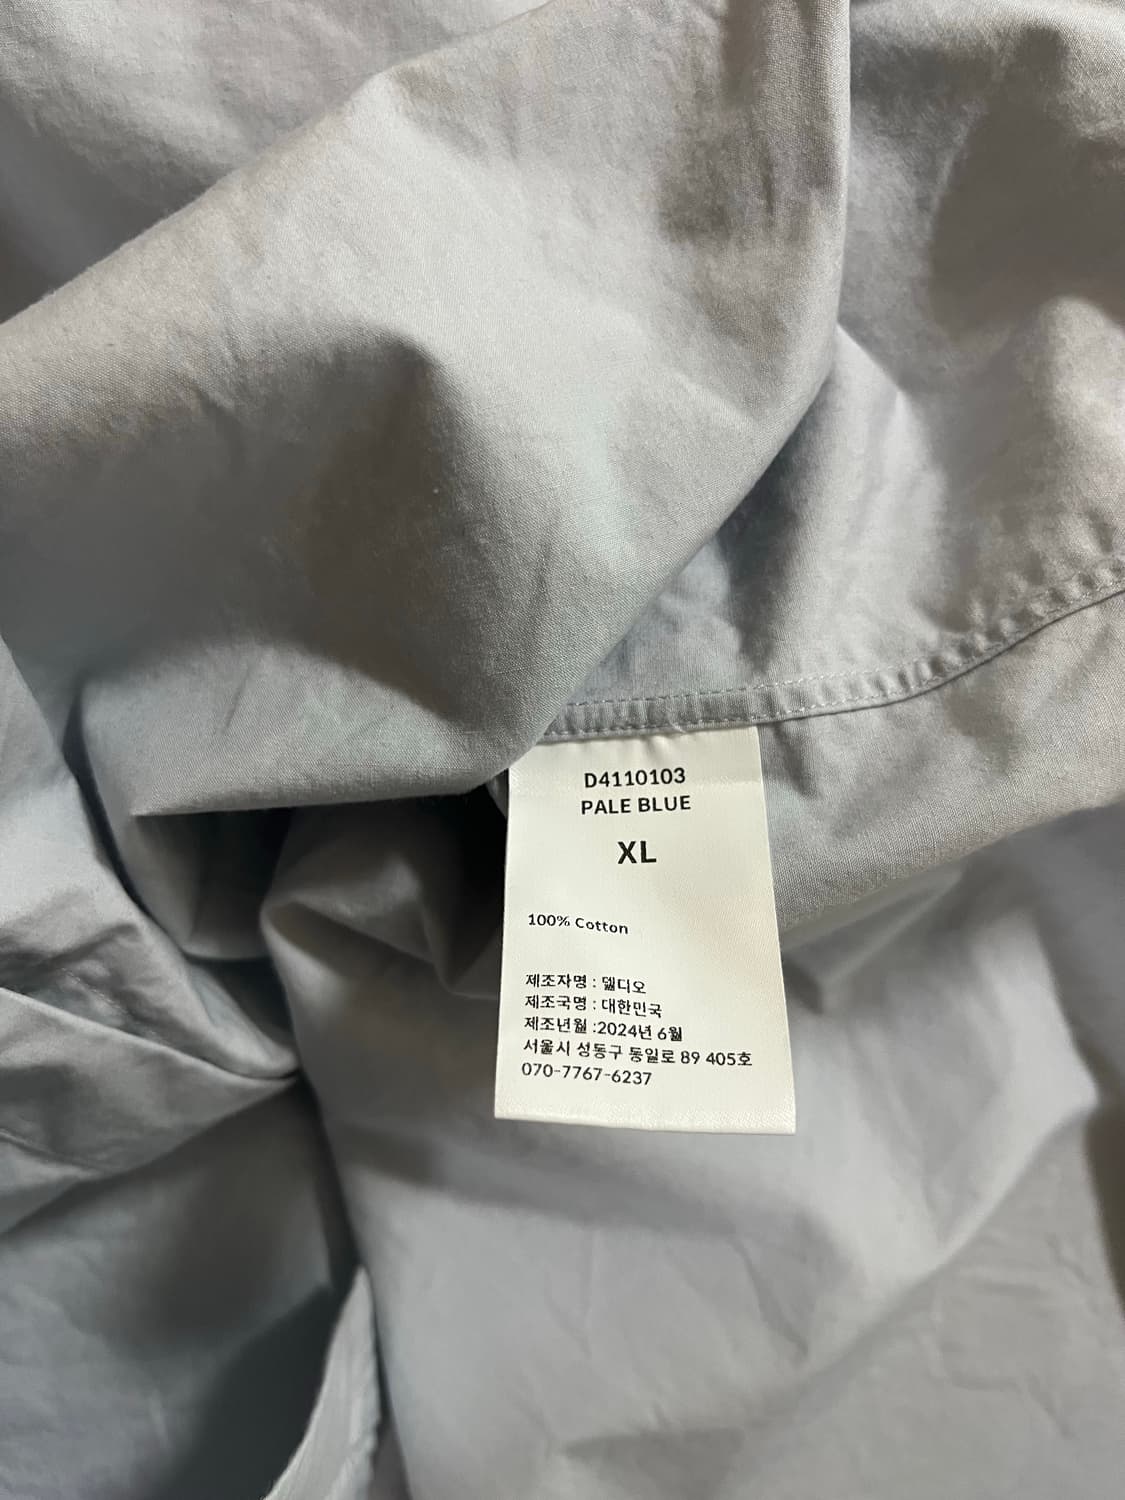 D4110103
PALE BLUE
XL
100% Cotton
제조자명 : 델디오
제조국명 : 대한민국
제조년월 :2024년 6월
서울시 성동구 동일로 89 405호
070-7767-6237